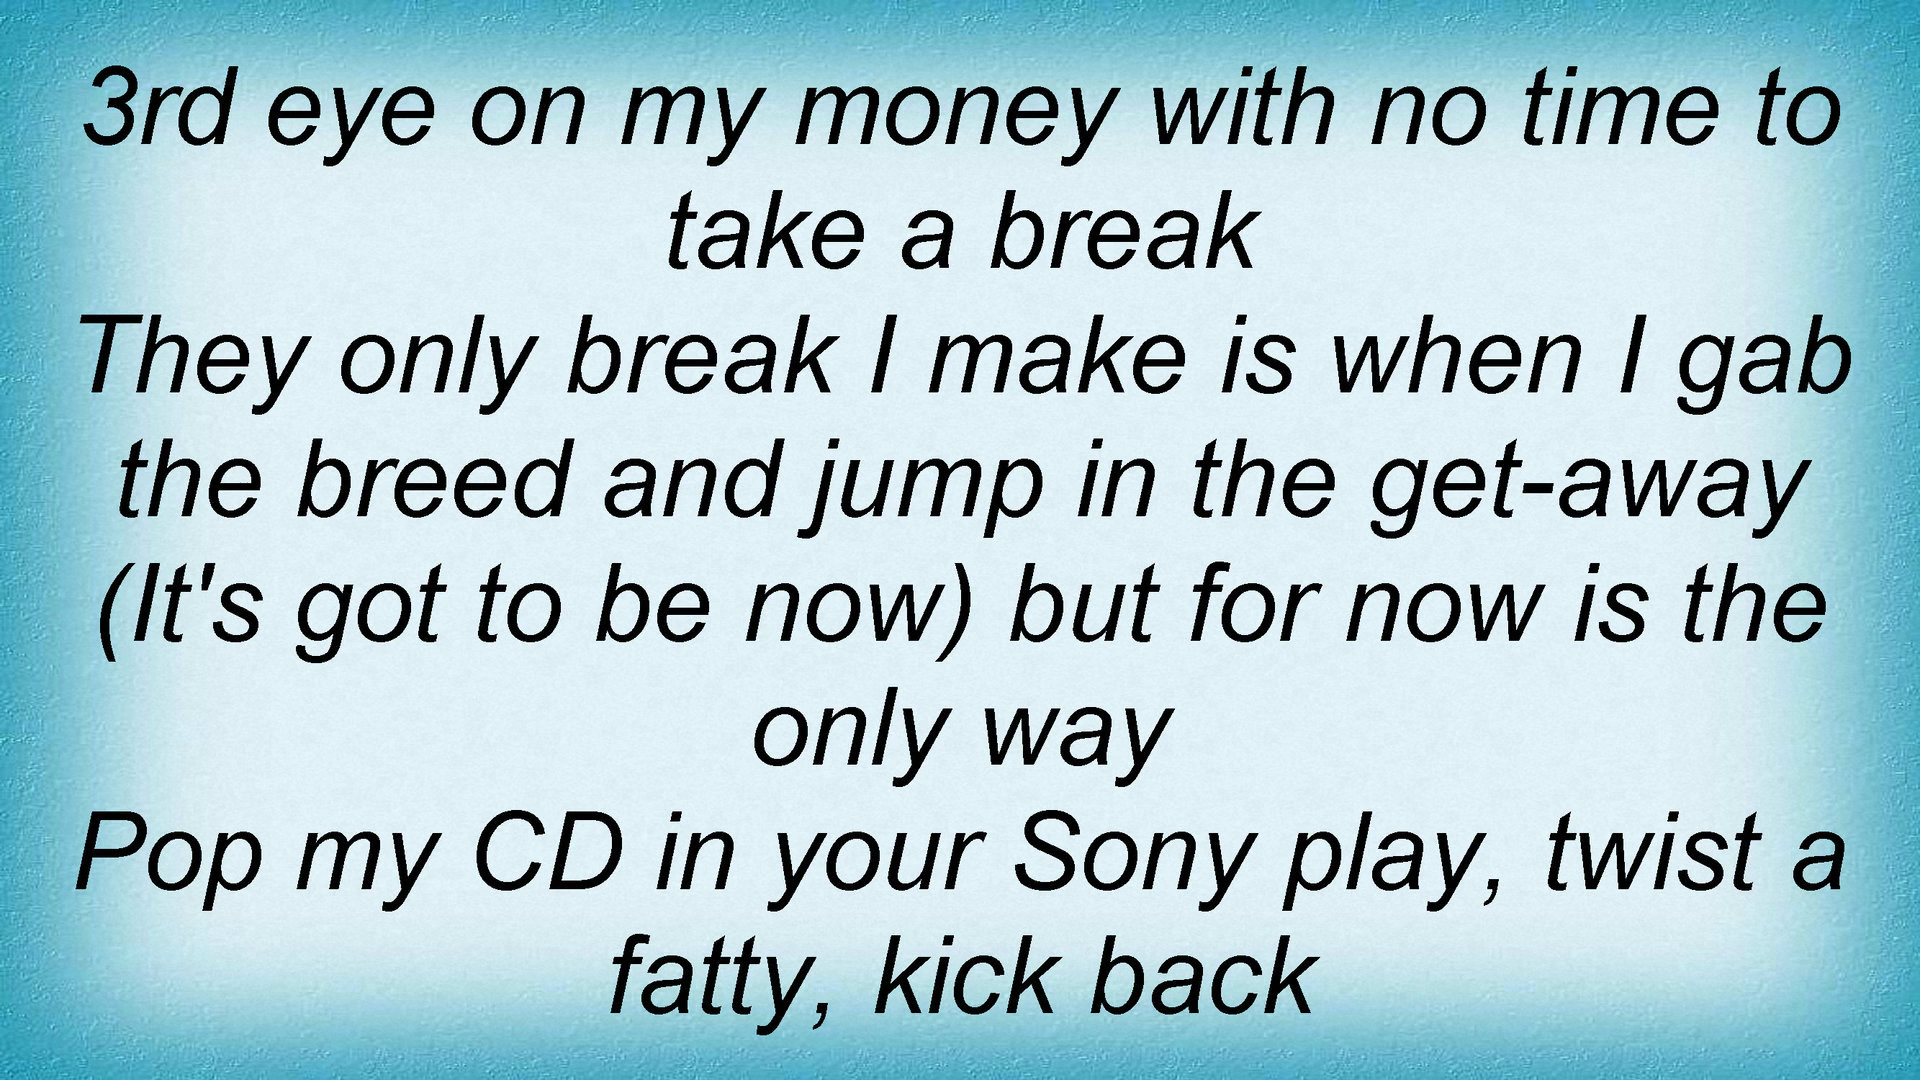 3rd eye on my money with no time to
take a break
They only break I make is when I gab
the breed and jump in the get-away
(It's got to be now) but for now is the
only way
Pop my CD in your Sony play, twist a
fatty, kick back